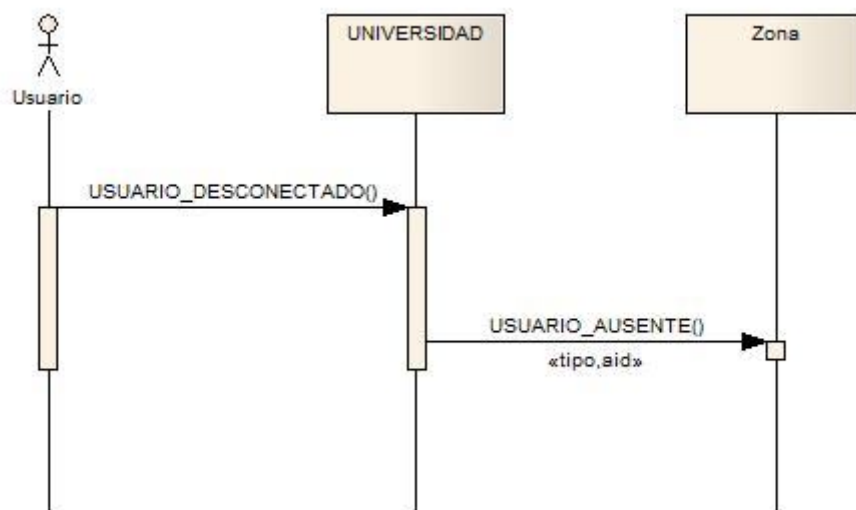 UNIVERSIDAD
Zona
Usuario
USUARIO_DESCONECTADO()
USUARIO_AUSENTE()
«tipo,aid»